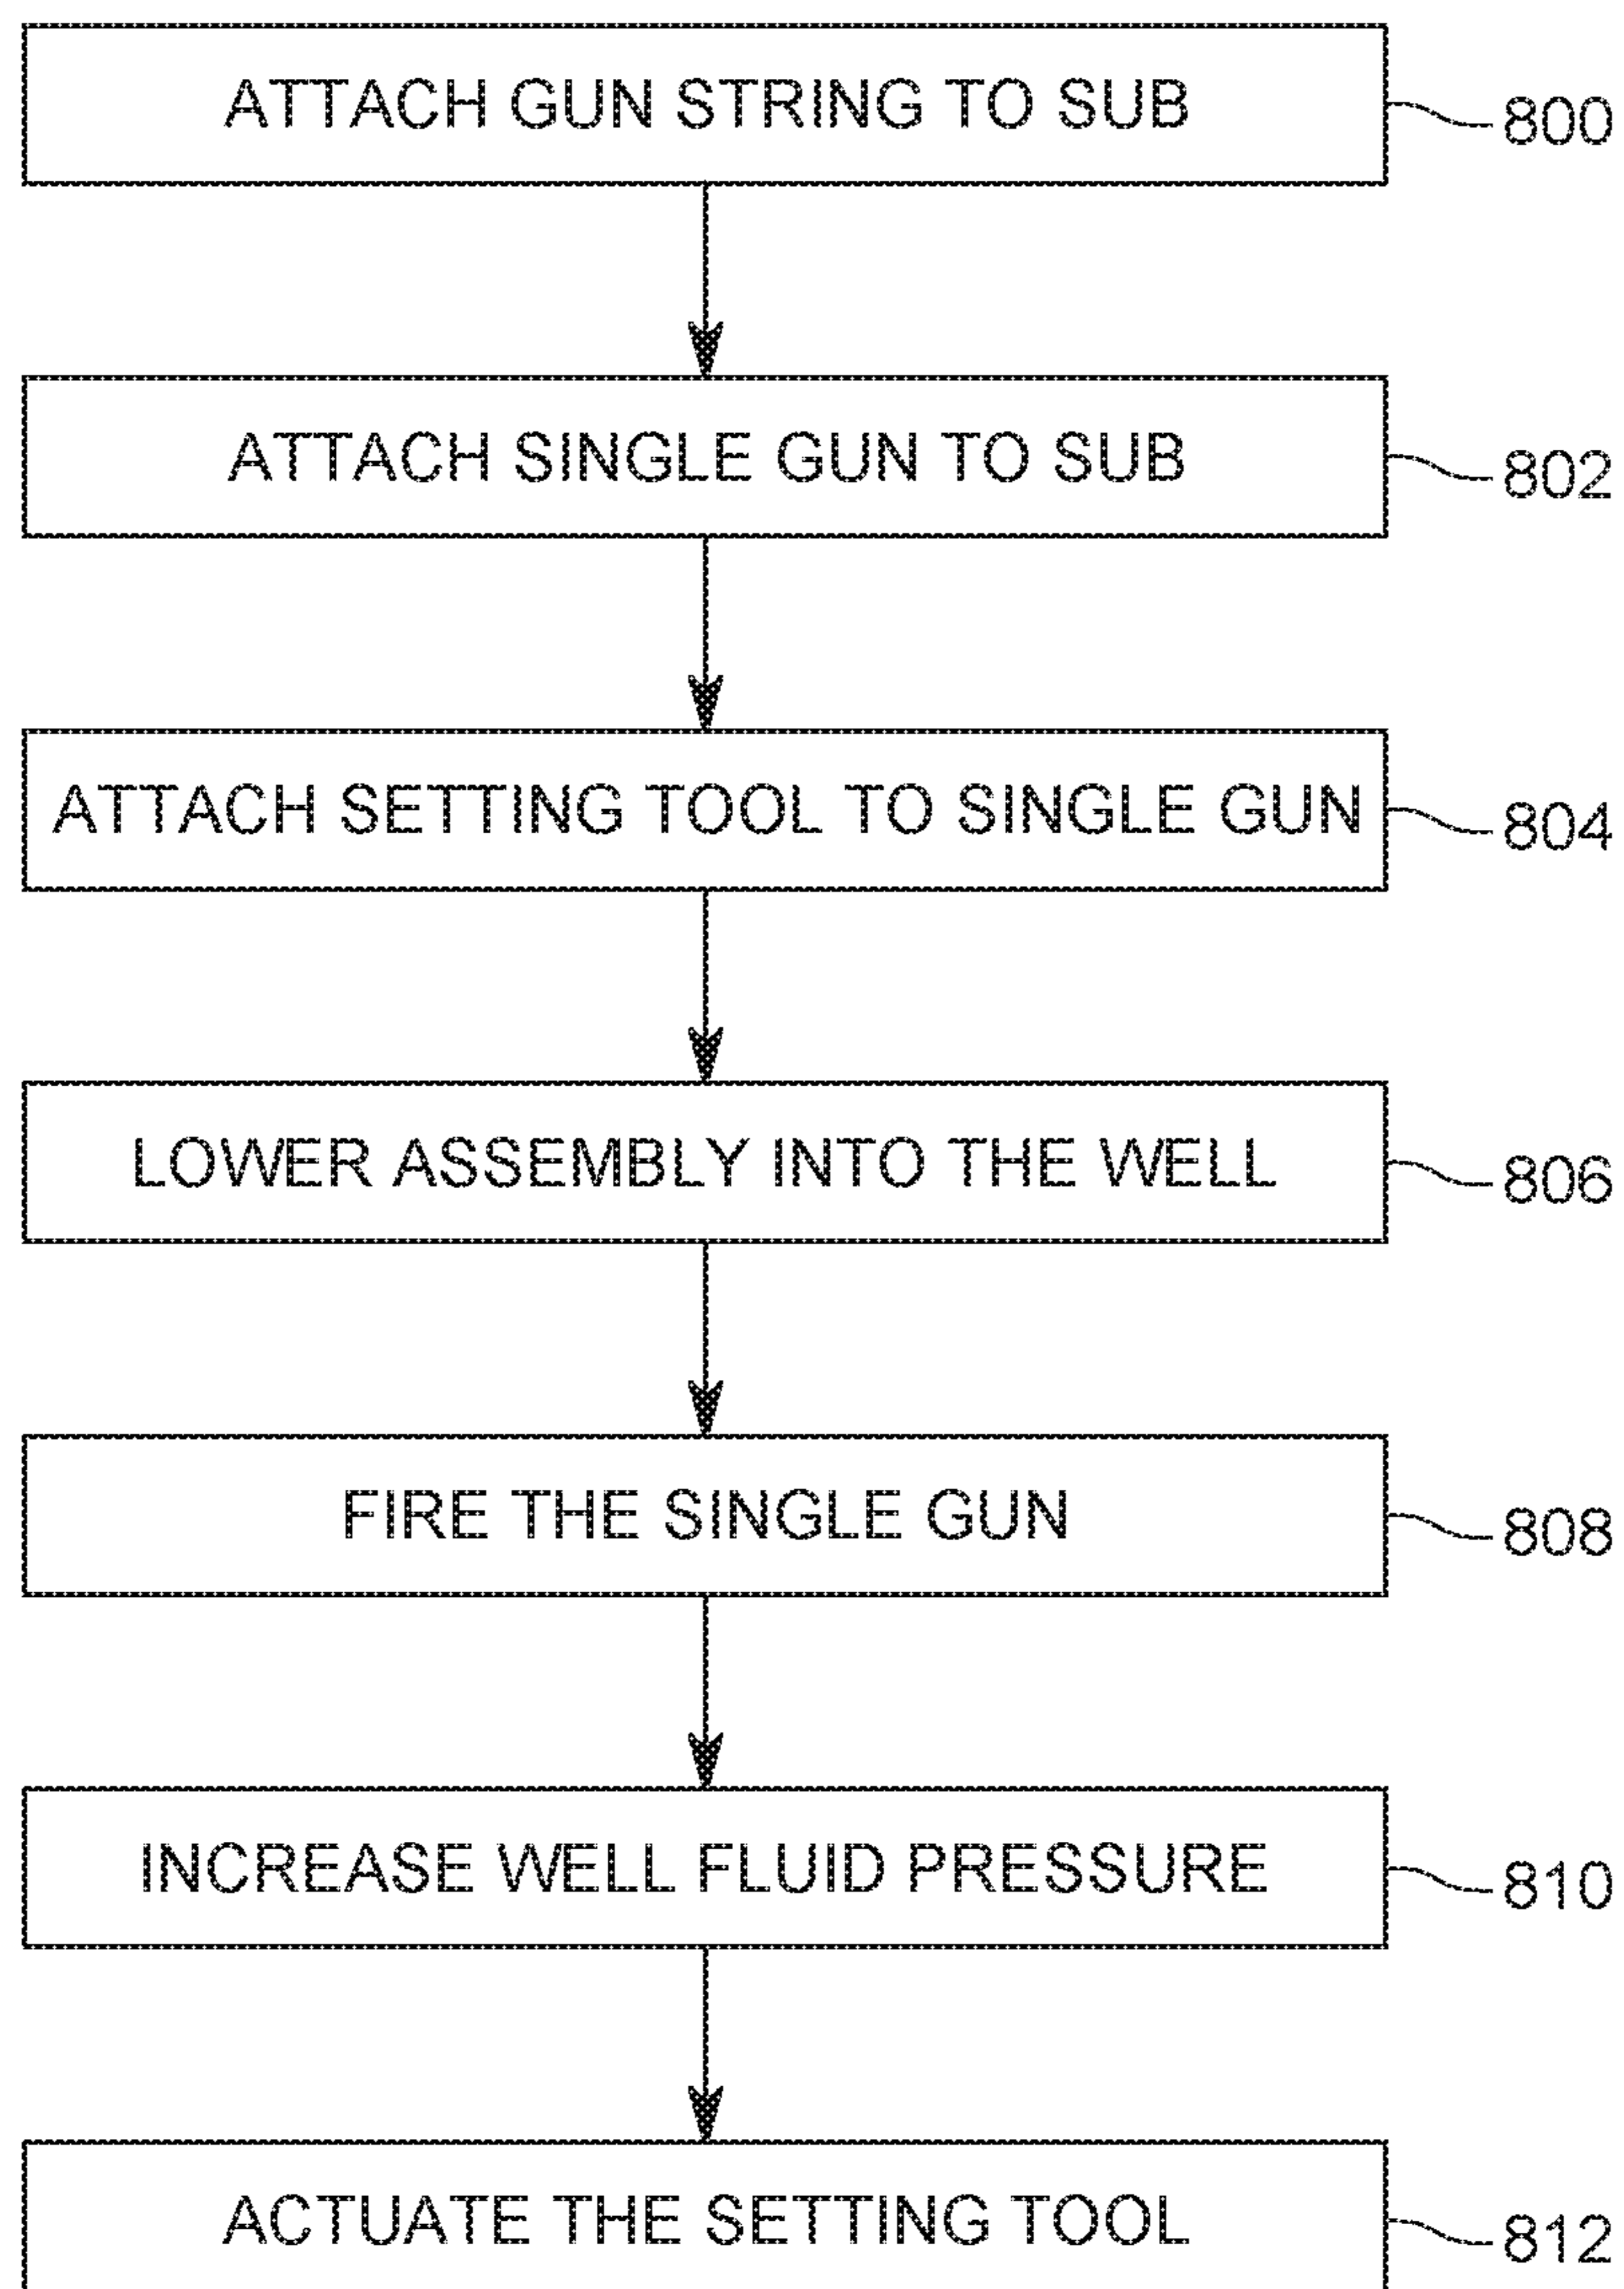 ATTACH GUN STRING TO SUB 800
ATTACH SINGLE GUN TO SUB 802
ATTACH SETTING TOOL TO SINGLE GUN 804
LOWER ASSEMBLY INTO THE WELL 806
FIRE THE SINGLE GUN 808
INCREASE WELL FLUID PRESSURE 810
ACTUATE THE SETTING TOOL 812